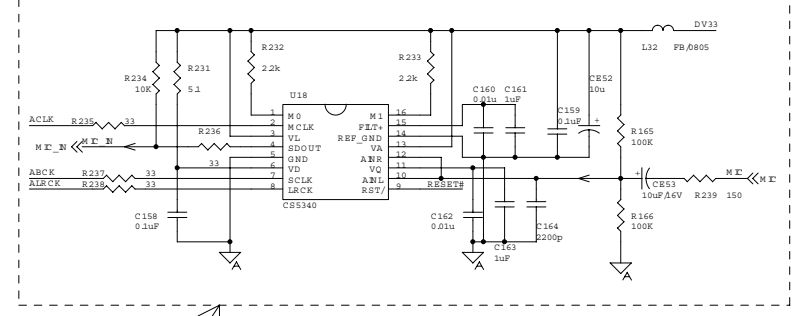 DV33
L32 FB/0805
R232
2.2k
R233
2.2k
R234
10K
R231
5.1
U18
C160
0.01u
C161
1uF
CE52
10u
C159
0.1uF
+
R165
100K
1 M0 M1 16
2 MCLK FILT+ 15
3 VL REF_GND 14
4 SDOUT VA 13
5 GND AINR 12
6 VD VQ 11
7 SCLK AINL 10
8 LRCK RST/ 9
CS5340
ACLK R235 33
MIC_IN MIC_IN
R236
33
ABCK R237 33
ALRCK R238 33
RESET#
+ CE53
10uF/16V
R239 150
MIC MIC
C158
0.1uF
C162
0.01u
C163
1uF
C164
2200p
R166
100K
A
A
A